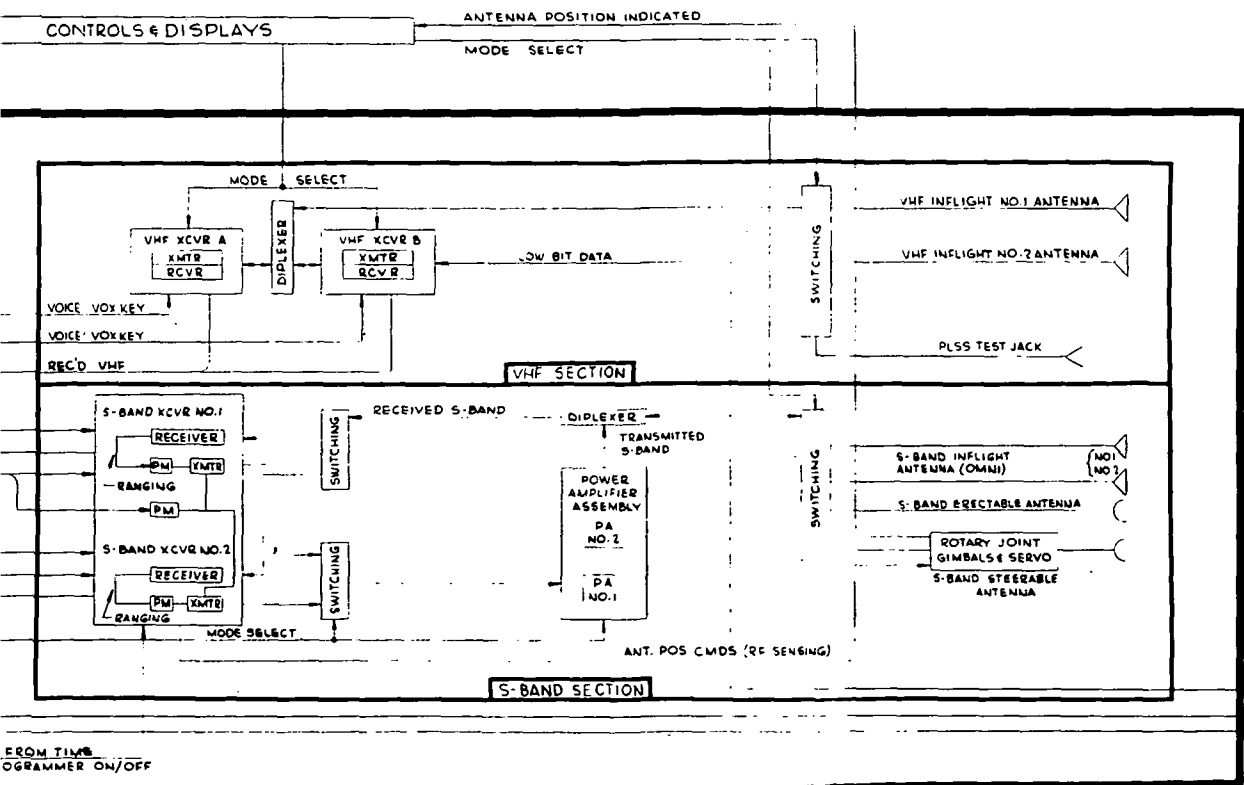 ANTENNA POSITION INDICATED
CONTROLS & DISPLAYS
MODE SELECT
MODE SELECT
VHF XCVR A
XMTR
RCVR
DIPLEXER
VHF XCVR B
XMTR
RCVR
LOW BIT DATA
SWITCHING
VHF INFLIGHT NO.1 ANTENNA
VHF INFLIGHT NO.2 ANTENNA
VOICE VOX KEY
VOICE VOX KEY
REC'D VHF
PLSS TEST JACK
VHF SECTION
S-BAND XCVR NO.1
RECEIVER
PM
XMTR
RANGING
PM
S-BAND XCVR NO.2
RECEIVER
PM
XMTR
RANGING
SWITCHING
RECEIVED S-BAND
DIPLEXER
TRANSMITTED
S-BAND
POWER
AMPLIFIER
ASSEMBLY
PA
NO.2
PA
NO.1
SWITCHING
SWITCHING
S-BAND INFLIGHT
ANTENNA (OMNI)
NO1
NO2
S-BAND ERECTABLE ANTENNA
ROTARY JOINT
GIMBALS & SERVO
S-BAND STEERABLE
ANTENNA
MODE SELECT
ANT. POS CMDS (RF SENSING)
S-BAND SECTION
FROM TIME
OGRAMMER ON/OFF